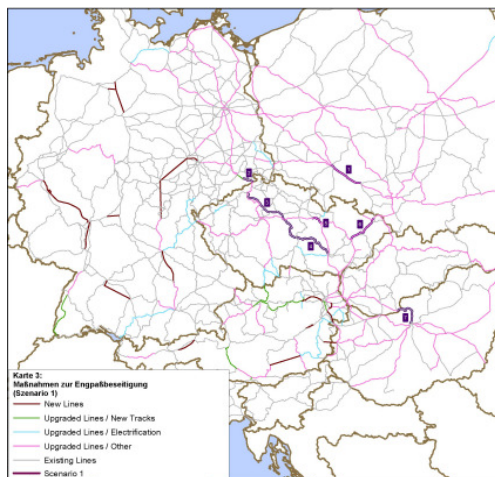 Karte 3:
Maßnahmen zur Engpaßbeseitigung
(Szenario 1)
New Lines
Upgraded Lines / New Tracks
Upgraded Lines / Electrification
Upgraded Lines / Other
Existing Lines
Scenario 1